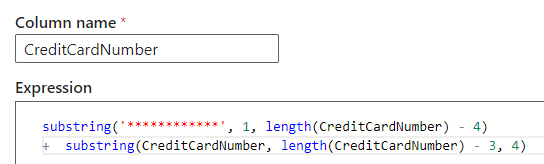 Column name *
CreditCardNumber
Expression
substring('************', 1, length(CreditCardNumber) - 4)
+ substring(CreditCardNumber, length(CreditCardNumber) - 3, 4)